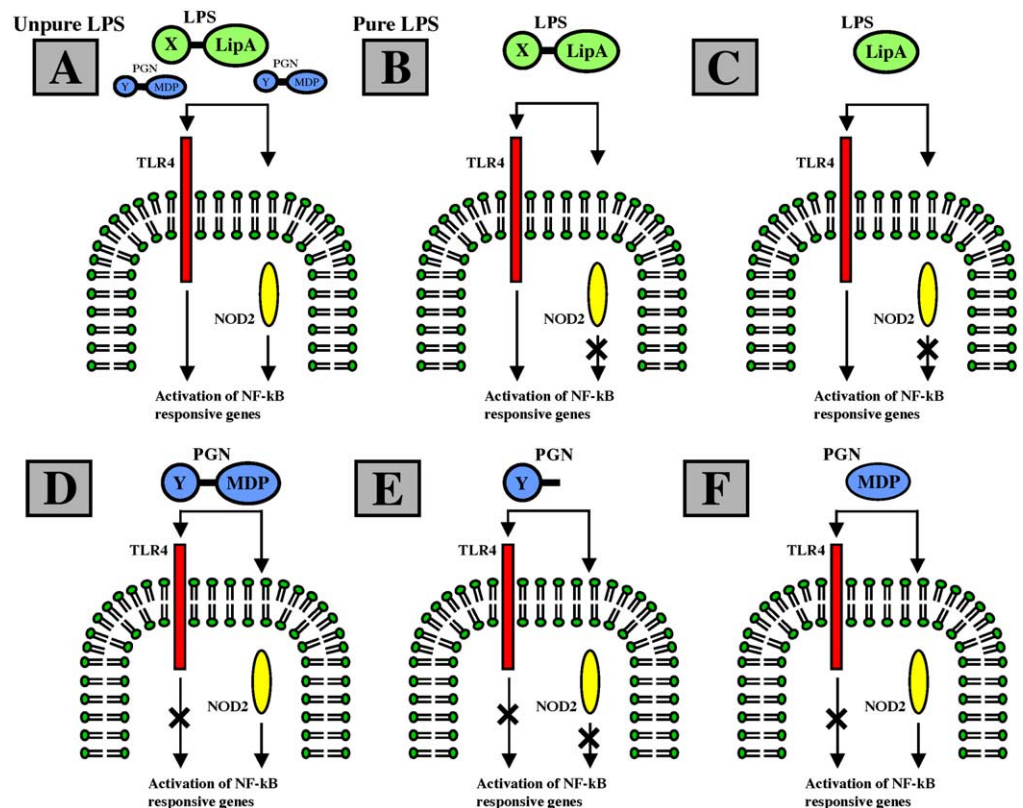 Unpure LPS
A
LPS
X
LipA
PGN
Y
MDP
PGN
Y
MDP
TLR4
NOD2
Activation of NF-kB
responsive genes
Pure LPS
B
LPS
X
LipA
TLR4
NOD2
Activation of NF-kB
responsive genes
C
LPS
LipA
TLR4
NOD2
Activation of NF-kB
responsive genes
D
PGN
Y
MDP
TLR4
NOD2
Activation of NF-kB
responsive genes
E
PGN
Y
TLR4
NOD2
Activation of NF-kB
responsive genes
F
PGN
MDP
TLR4
NOD2
Activation of NF-kB
responsive genes